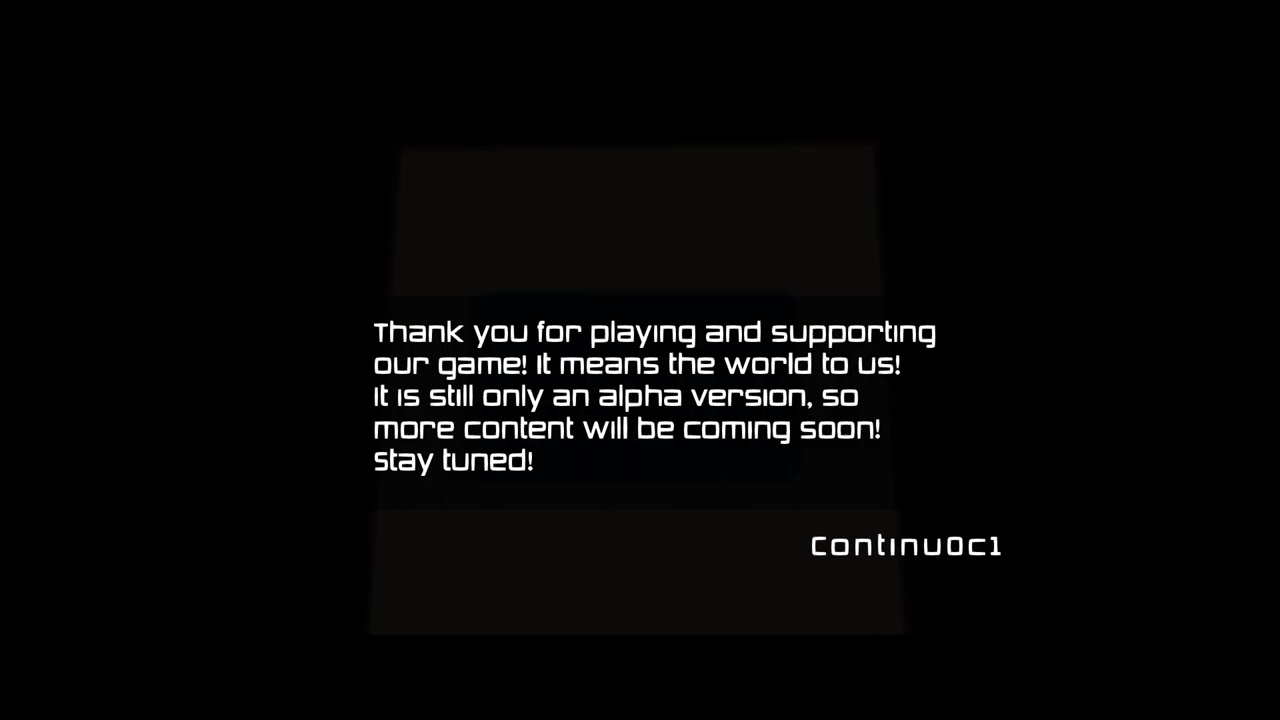 Thank you for playing and supporting
our game! It means the world to us!
It is still only an alpha version, so
more content will be coming soon!
Stay tuned!
Continu0c1